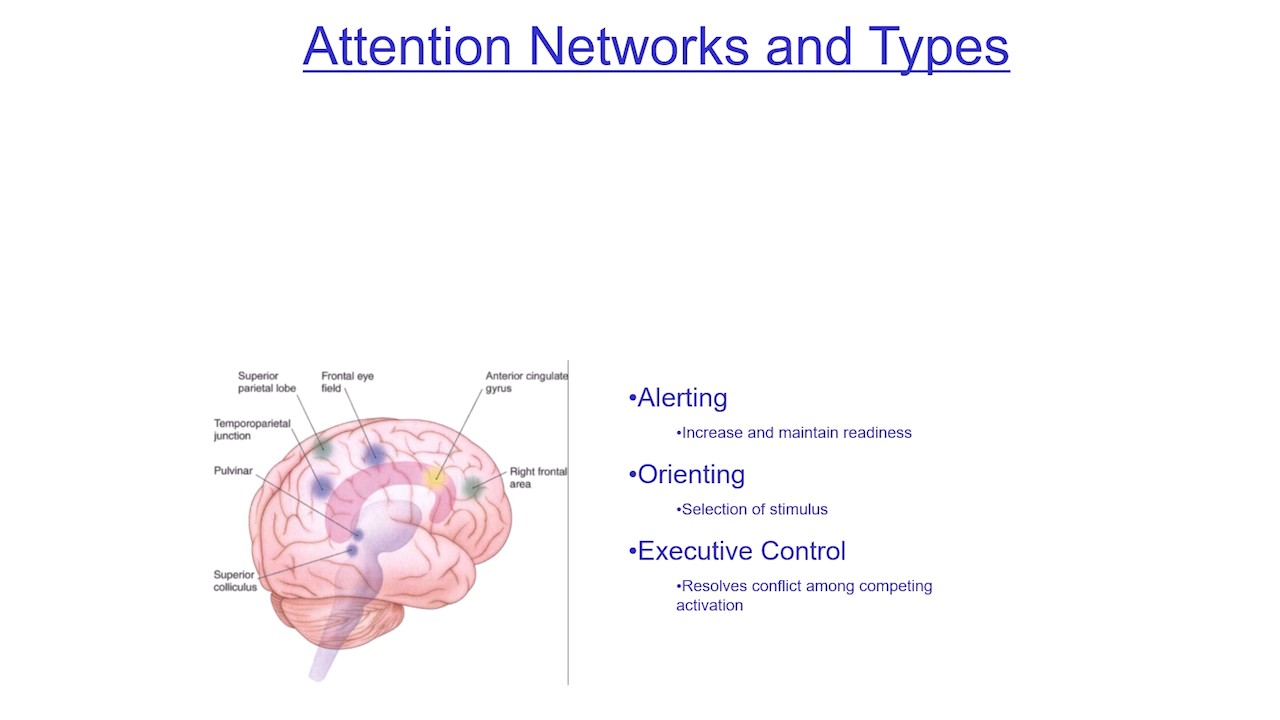 Attention Networks and Types
Superior
parietal lobe
Frontal eye
field
Anterior cingulate
gyrus
Temporoparietal
junction
Pulvinar
Right frontal
area
Superior
colliculus
•Alerting
•Increase and maintain readiness
•Orienting
•Selection of stimulus
•Executive Control
•Resolves conflict among competing
activation